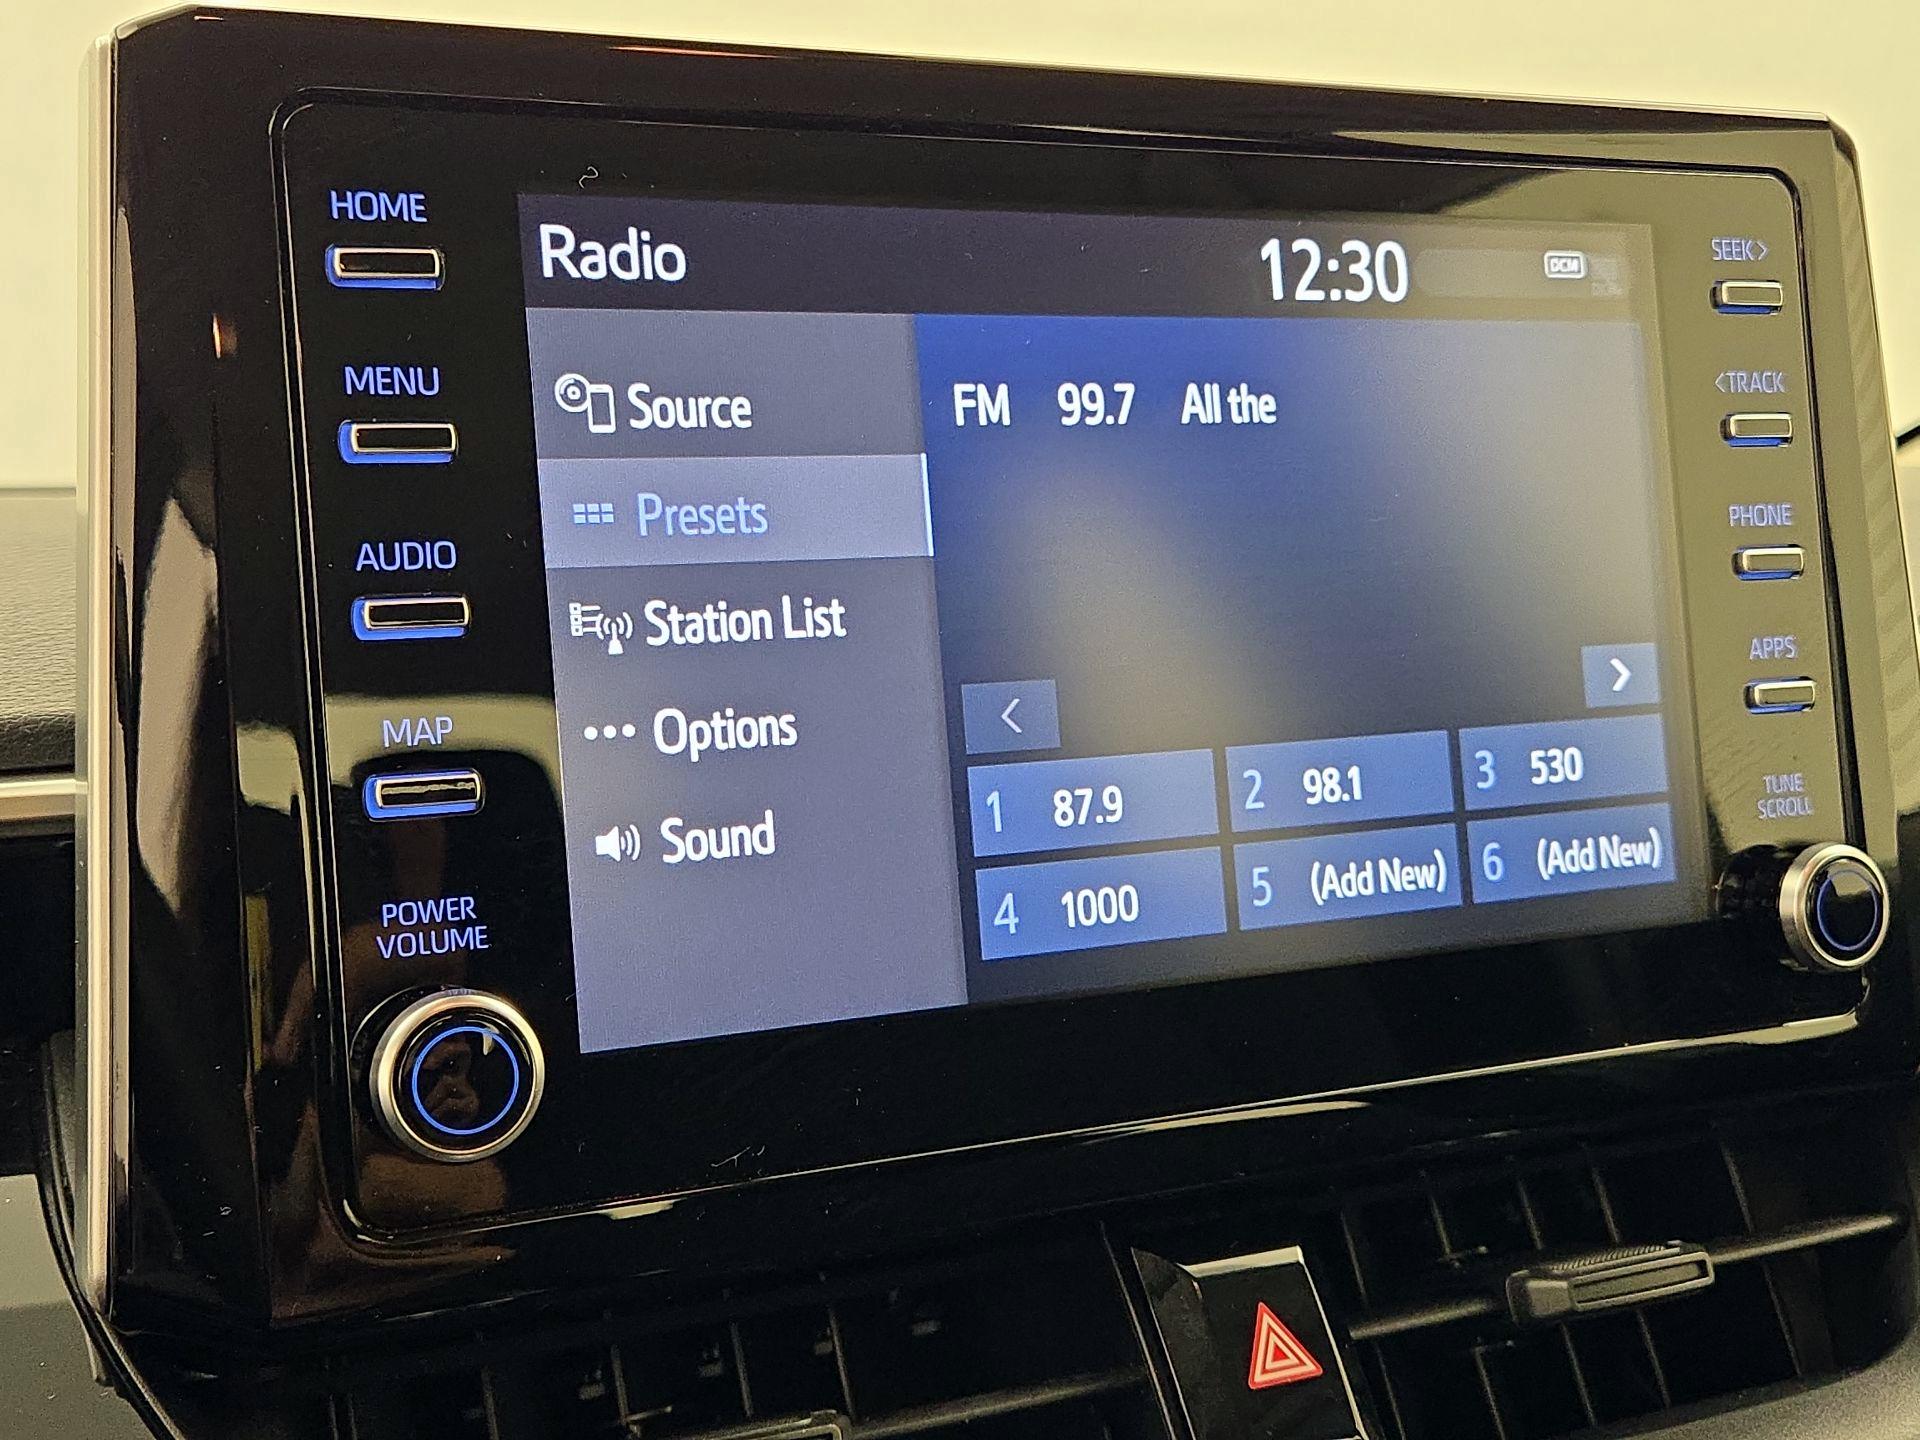 HOME
MENU
AUDIO
MAP
POWER
VOLUME
Radio
12:30
DCM
Source
Presets
Station List
Options
Sound
FM 99.7 All the
<
>
1 87.9
2 98.1
3 530
4 1000
5 (Add New)
6 (Add New)
SEEK>
<TRACK
PHONE
APPS
TUNE
SCROLL